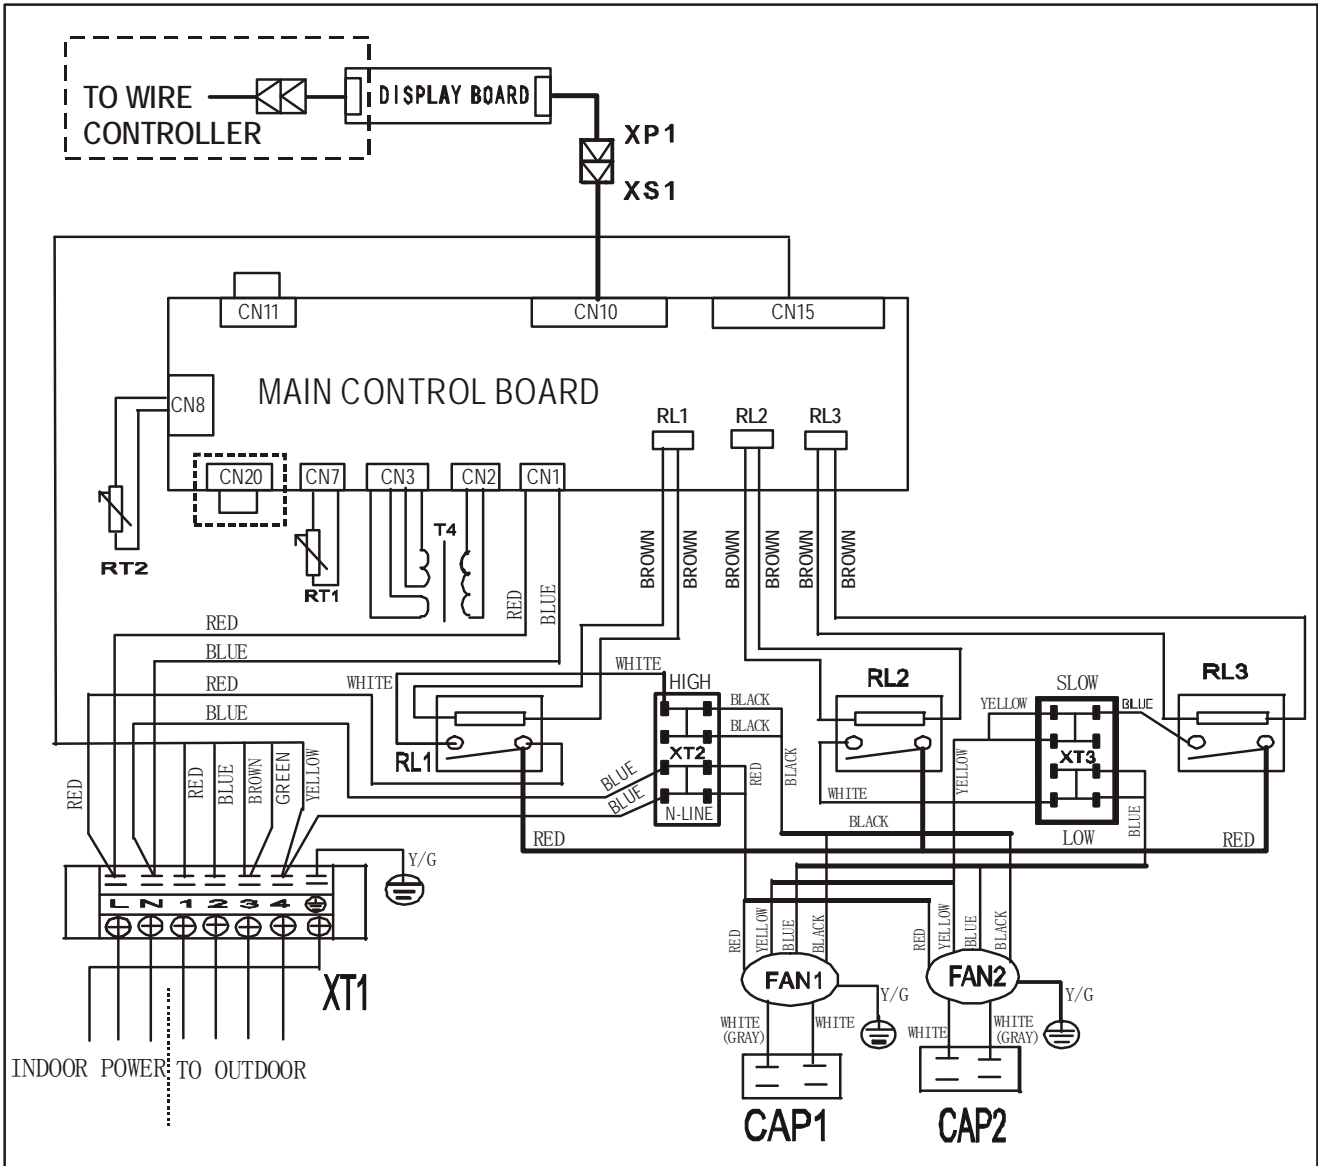 TO WIRE
CONTROLLER
DISPLAY BOARD
XP1
XS1
CN11
CN10
CN15
CN8
MAIN CONTROL BOARD
RL1
RL2
RL3
CN20
CN7
CN3
CN2
CN1
T4
RT2
RT1
RED
BLUE
BROWN
BROWN
BROWN
BROWN
BROWN
BROWN
RED
BLUE
RED
BLUE
WHITE
WHITE
HIGH
BLACK
BLACK
RL1
XT2
N-LINE
BLUE
BLUE
RED
BLACK
RL2
WHITE
YELLOW
YELLOW
SLOW
XT3
LOW
BLUE
BLUE
RL3
RED
RED
BLUE
BROWN
GREEN
YELLOW
Y/G
RED
BLACK
RED
L N 1 2 3 4
XT1
INDOOR POWER
TO OUTDOOR
RED
YELLOW
BLUE
BLACK
FAN1
Y/G
WHITE
(GRAY)
WHITE
CAP1
RED
YELLOW
BLUE
BLACK
FAN2
Y/G
WHITE
WHITE
(GRAY)
CAP2